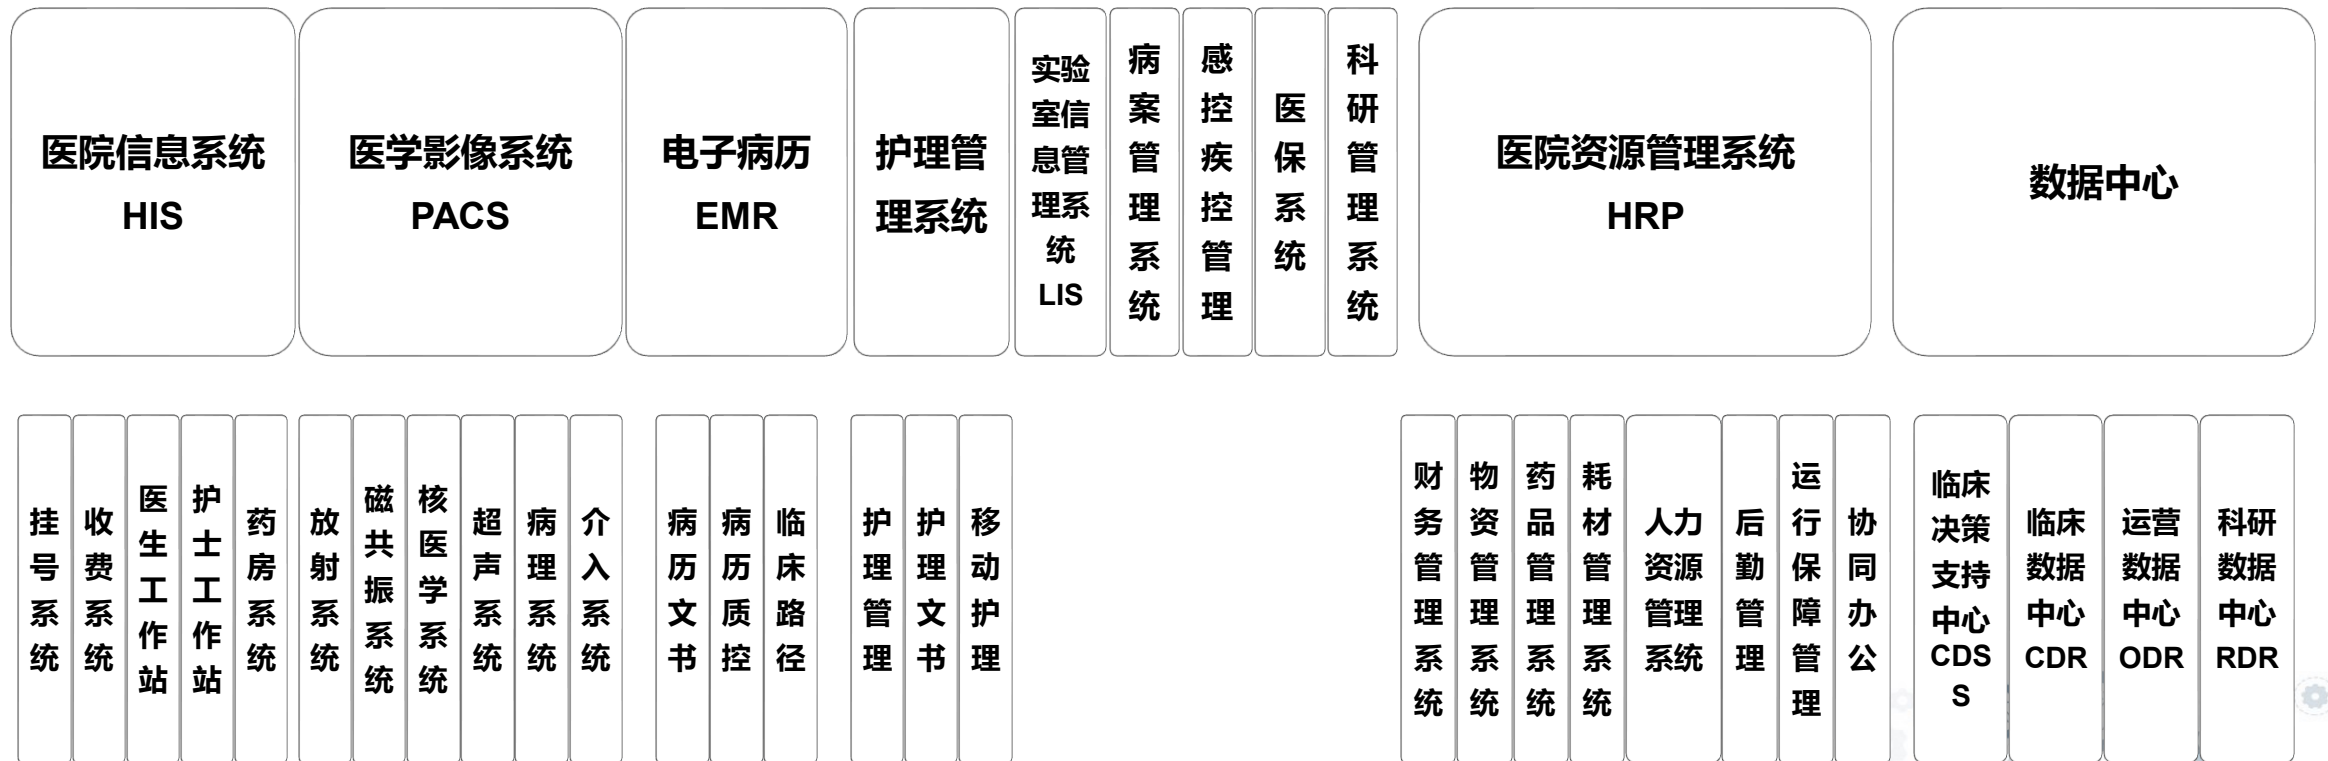 医院信息系统
HIS
医学影像系统
PACS
电子病历
EMR
护理管
理系统
实验
室信
息管
理系
统
LIS
病案管理系统
感控疾控管理
医保系统
科研管理系统
医院资源管理系统
HRP
数据中心
挂号系统
收费系统
医生工作站
护士工作站
药房系统
放射系统
磁共振系统
核医学系统
超声系统
病理系统
介入系统
病历文书
病历质控
临床路径
护理管理
护理文书
移动护理
财务管理系统
物资管理系统
药品管理系统
耗材管理系统
人力
资源
管理
系统
后勤管理
运行保障管理
协同办公
临床
决策
支持
中心
CDS
S
临床
数据
中心
CDR
运营
数据
中心
ODR
科研
数据
中心
RDR